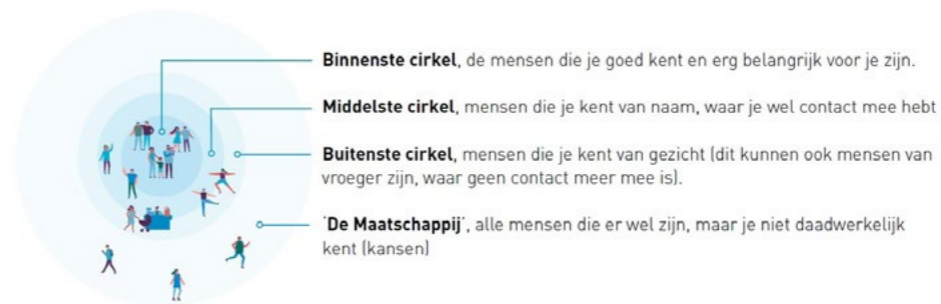 Binnenste cirkel, de mensen die je goed kent en erg belangrijk voor je zijn.
Middelste cirkel, mensen die je kent van naam, waar je wel contact mee hebt
Buitenste cirkel, mensen die je kent van gezicht (dit kunnen ook mensen van
vroeger zijn, waar geen contact meer mee is).
'De Maatschappij', alle mensen die er wel zijn, maar je niet daadwerkelijk
kent (kansen)